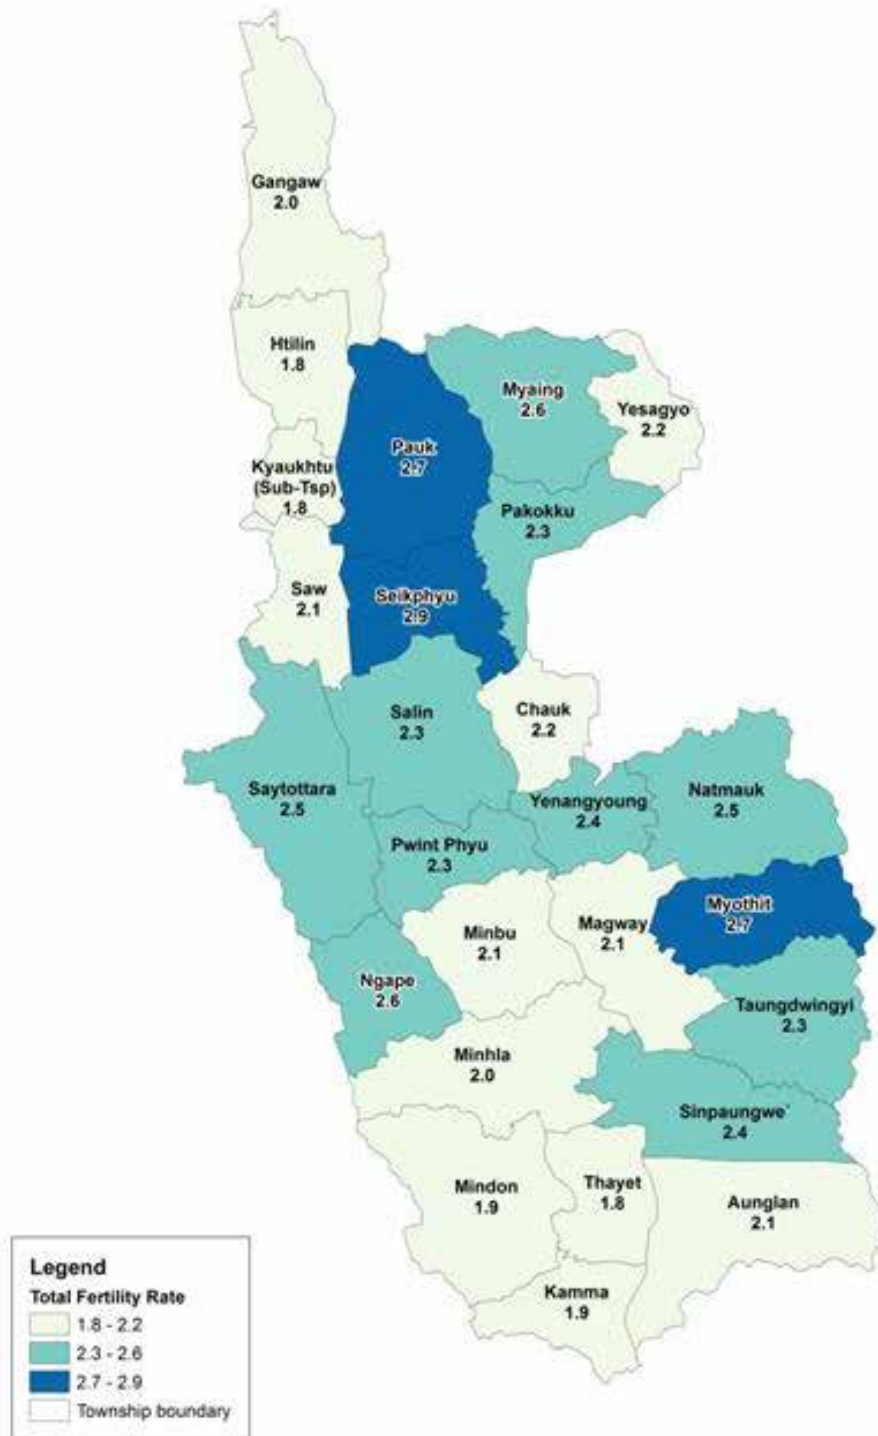 Gangaw
2.0
Htilin
1.8
Myaing
2.6
Yesagyo
2.2
Pauk
2.7
Kyaukhtu
(Sub-Tsp)
1.8
Pakokku
2.3
Saw
2.1
Seikphyu
2.9
Salin
2.3
Chauk
2.2
Saytottara
2.5
Yenangyoung
2.4
Natmauk
2.5
Pwint Phyu
2.3
Myothit
2.7
Minbu
2.1
Magway
2.1
Ngape
2.6
Taungdwingyi
2.3
Minhla
2.0
Sinpaungwe`
2.4
Mindon
1.9
Thayet
1.8
Aunglan
2.1
Kamma
1.9
Legend
Total Fertility Rate
1.8 - 2.2
2.3 - 2.6
2.7 - 2.9
Township boundary